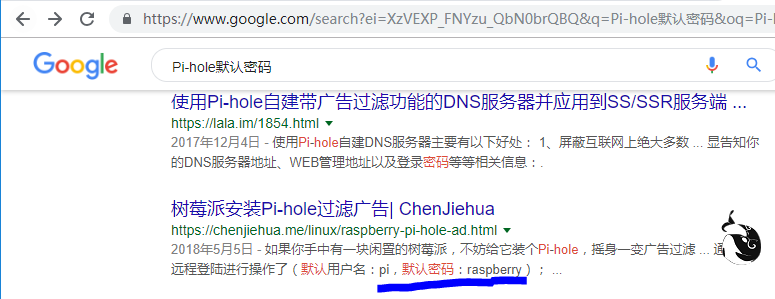 https://www.google.com/search?ei=XzVEXP_FNYzu_QbN0brQBQ&q=Pi-hole默认密码&oq=Pi-l
Google
Pi-hole默认密码
使用Pi-hole自建带广告过滤功能的DNS服务器并应用到SS/SSR服务端 ...
https://lala.im/1854.html
2017年12月4日 - 使用Pi-hole自建DNS服务器主要有以下好处： 1、屏蔽互联网上绝大多数 ... 显告知你
的DNS服务器地址、WEB管理地址以及登录密码等等相关信息：.
树莓派安装Pi-hole过滤广告| ChenJiehua
https://chenjiehua.me/linux/raspberry-pi-hole-ad.html
2018年5月5日 - 如果你手中有一块闲置的树莓派，不妨给它装个Pi-hole，摇身一变广告过滤 ... 通
远程登陆进行操作了（默认用户名：pi，默认密码：raspberry）； ...